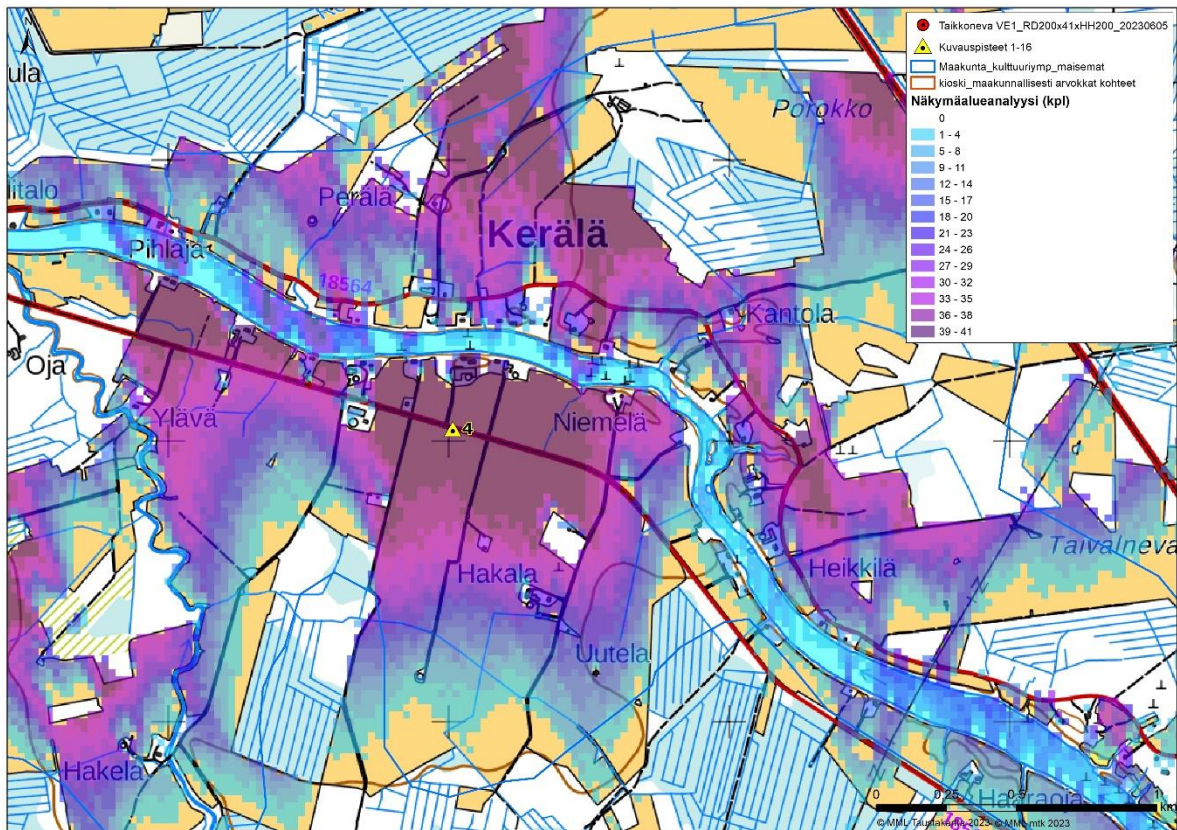 N
Taikkoneva VE1_RD200x41xHH200_20230605
Kuvauspisteet 1-16
Maakunta_kulttuuriymp_maisemat
kioski_maakunnallisesti arvokkat kohteet
Näkymäalueanalyysi (kpl)
0
1 - 4
5 - 8
9 - 11
12 - 14
15 - 17
18 - 20
21 - 23
24 - 26
27 - 29
30 - 32
33 - 35
36 - 38
39 - 41
ula
Porokko
litalo
Perälä
Kerälä
Pihlaja
18564
Kantola
Oja
Ylävä
4
Niemelä
Hakala
Heikkilä
Taivalneva
Uutela
Hakela
Haaraoja
0 0,25 0,5 1
km
© MML Taustakartta 2023 © MML mtk 2023